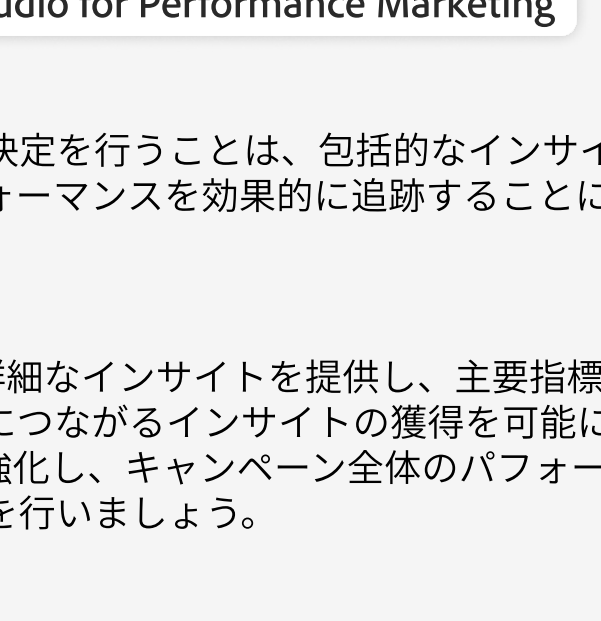 udio for Performance Marketing
決定を行うことは、包括的なインサイ
ォーマンスを効果的に追跡することに
詳細なインサイトを提供し、主要指標
につながるインサイトの獲得を可能に
強化し、キャンペーン全体のパフォー
を行いましょう。